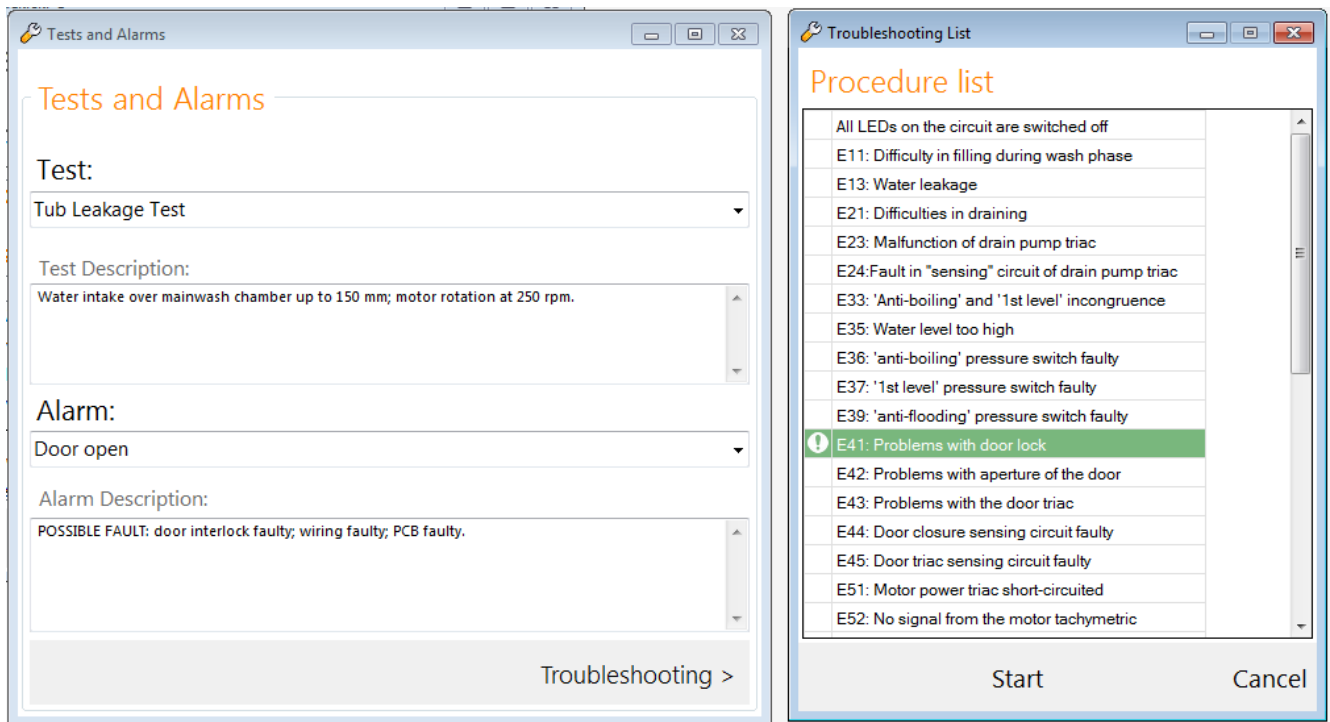 Tests and Alarms
Tests and Alarms
Test:
Tub Leakage Test
Test Description:
Water intake over mainwash chamber up to 150 mm; motor rotation at 250 rpm.
Alarm:
Door open
Alarm Description:
POSSIBLE FAULT: door interlock faulty; wiring faulty; PCB faulty.
Troubleshooting >
Troubleshooting List
Procedure list
All LEDs on the circuit are switched off
E11: Difficulty in filling during wash phase
E13: Water leakage
E21: Difficulties in draining
E23: Malfunction of drain pump triac
E24:Fault in "sensing" circuit of drain pump triac
E33: 'Anti-boiling' and '1st level' incongruence
E35: Water level too high
E36: 'anti-boiling' pressure switch faulty
E37: '1st level' pressure switch faulty
E39: 'anti-flooding' pressure switch faulty
E41: Problems with door lock
E42: Problems with aperture of the door
E43: Problems with the door triac
E44: Door closure sensing circuit faulty
E45: Door triac sensing circuit faulty
E51: Motor power triac short-circuited
E52: No signal from the motor tachymetric
Start Cancel